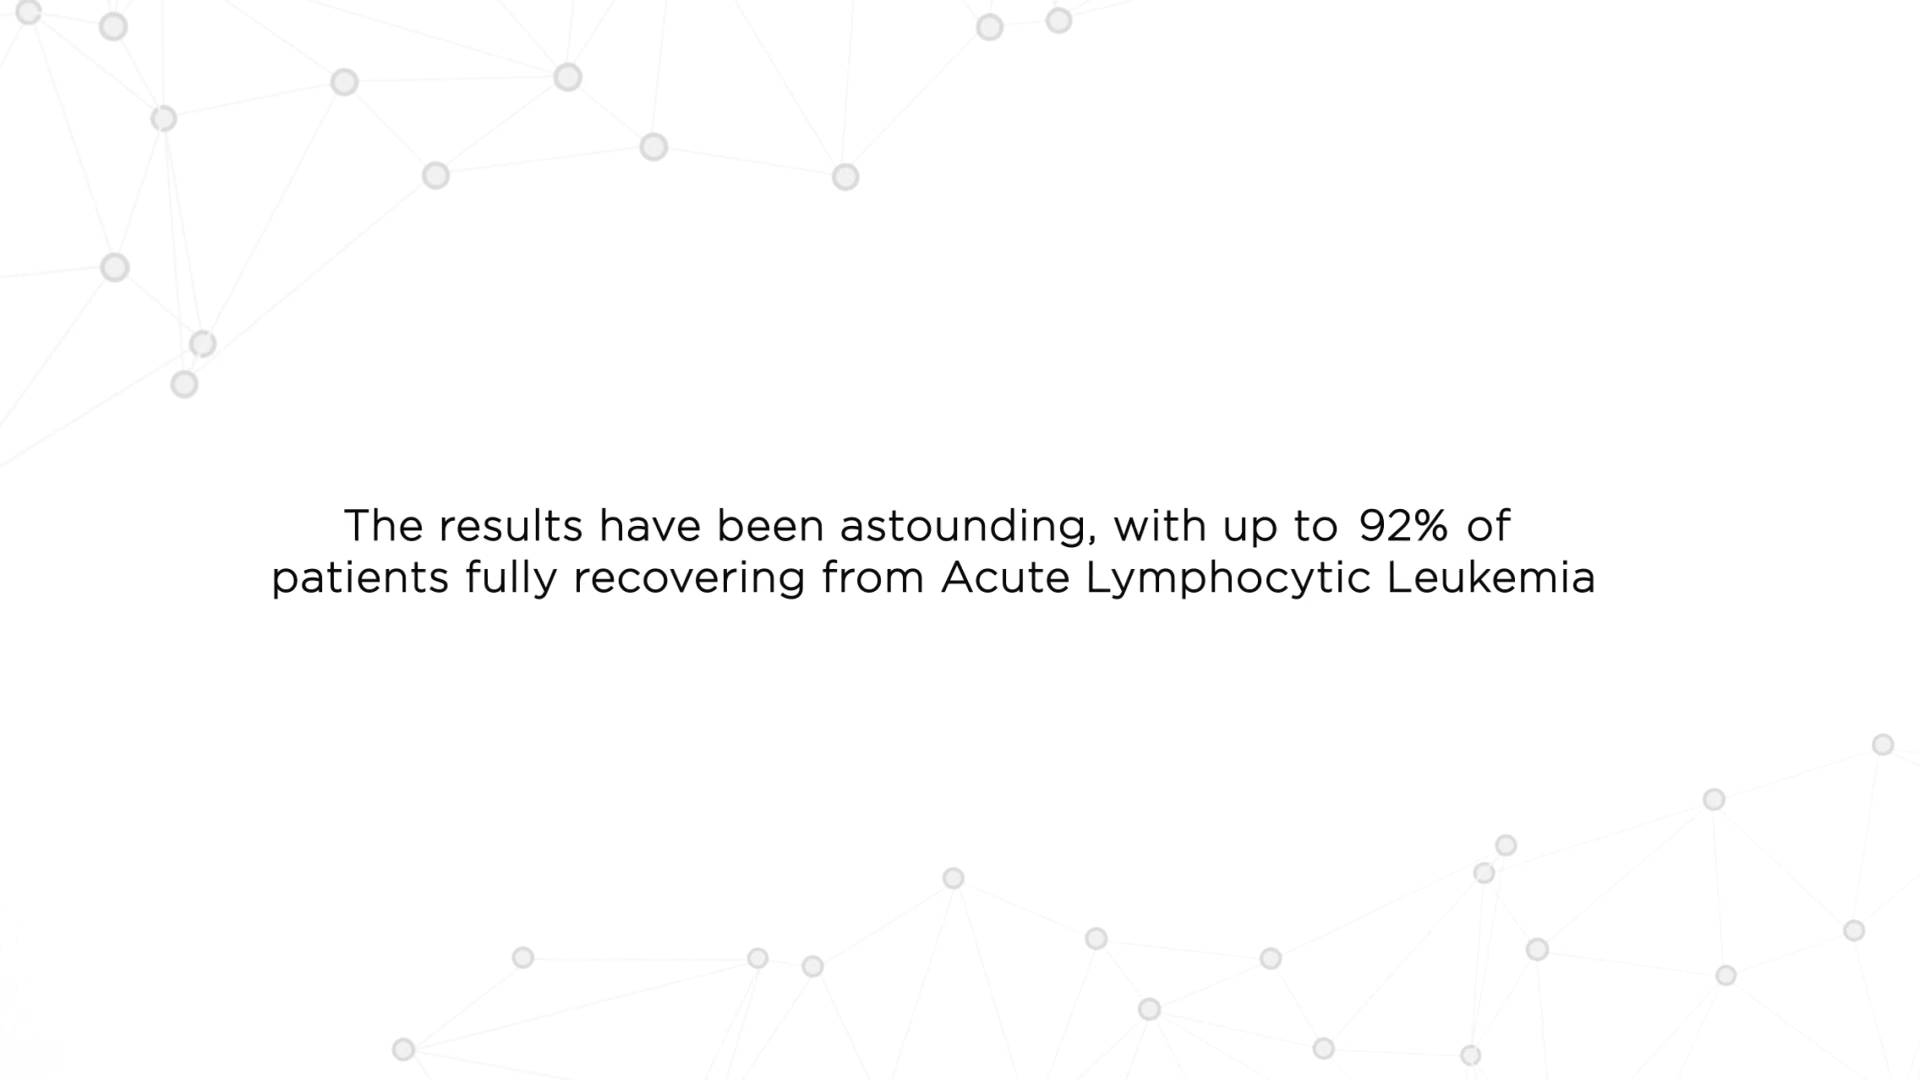 The results have been astounding, with up to 92% of
patients fully recovering from Acute Lymphocytic Leukemia